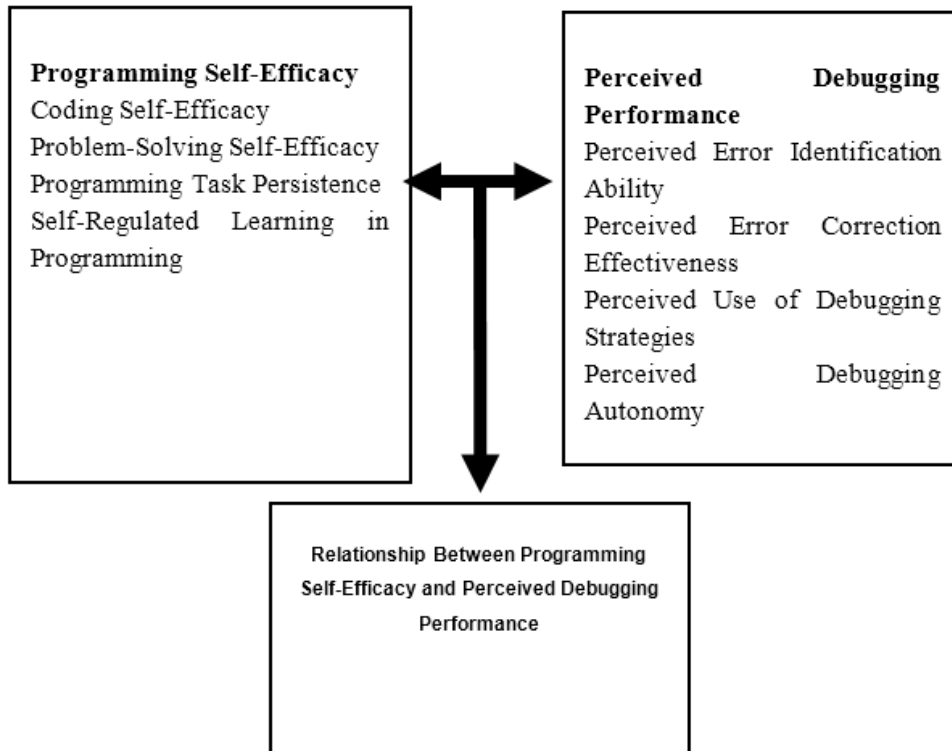 Programming Self-Efficacy
Coding Self-Efficacy
Problem-Solving Self-Efficacy
Programming Task Persistence
Self-Regulated Learning in
Programming
Perceived Debugging
Performance
Perceived Error Identification
Ability
Perceived Error Correction
Effectiveness
Perceived Use of Debugging
Strategies
Perceived Debugging
Autonomy
Relationship Between Programming
Self-Efficacy and Perceived Debugging
Performance